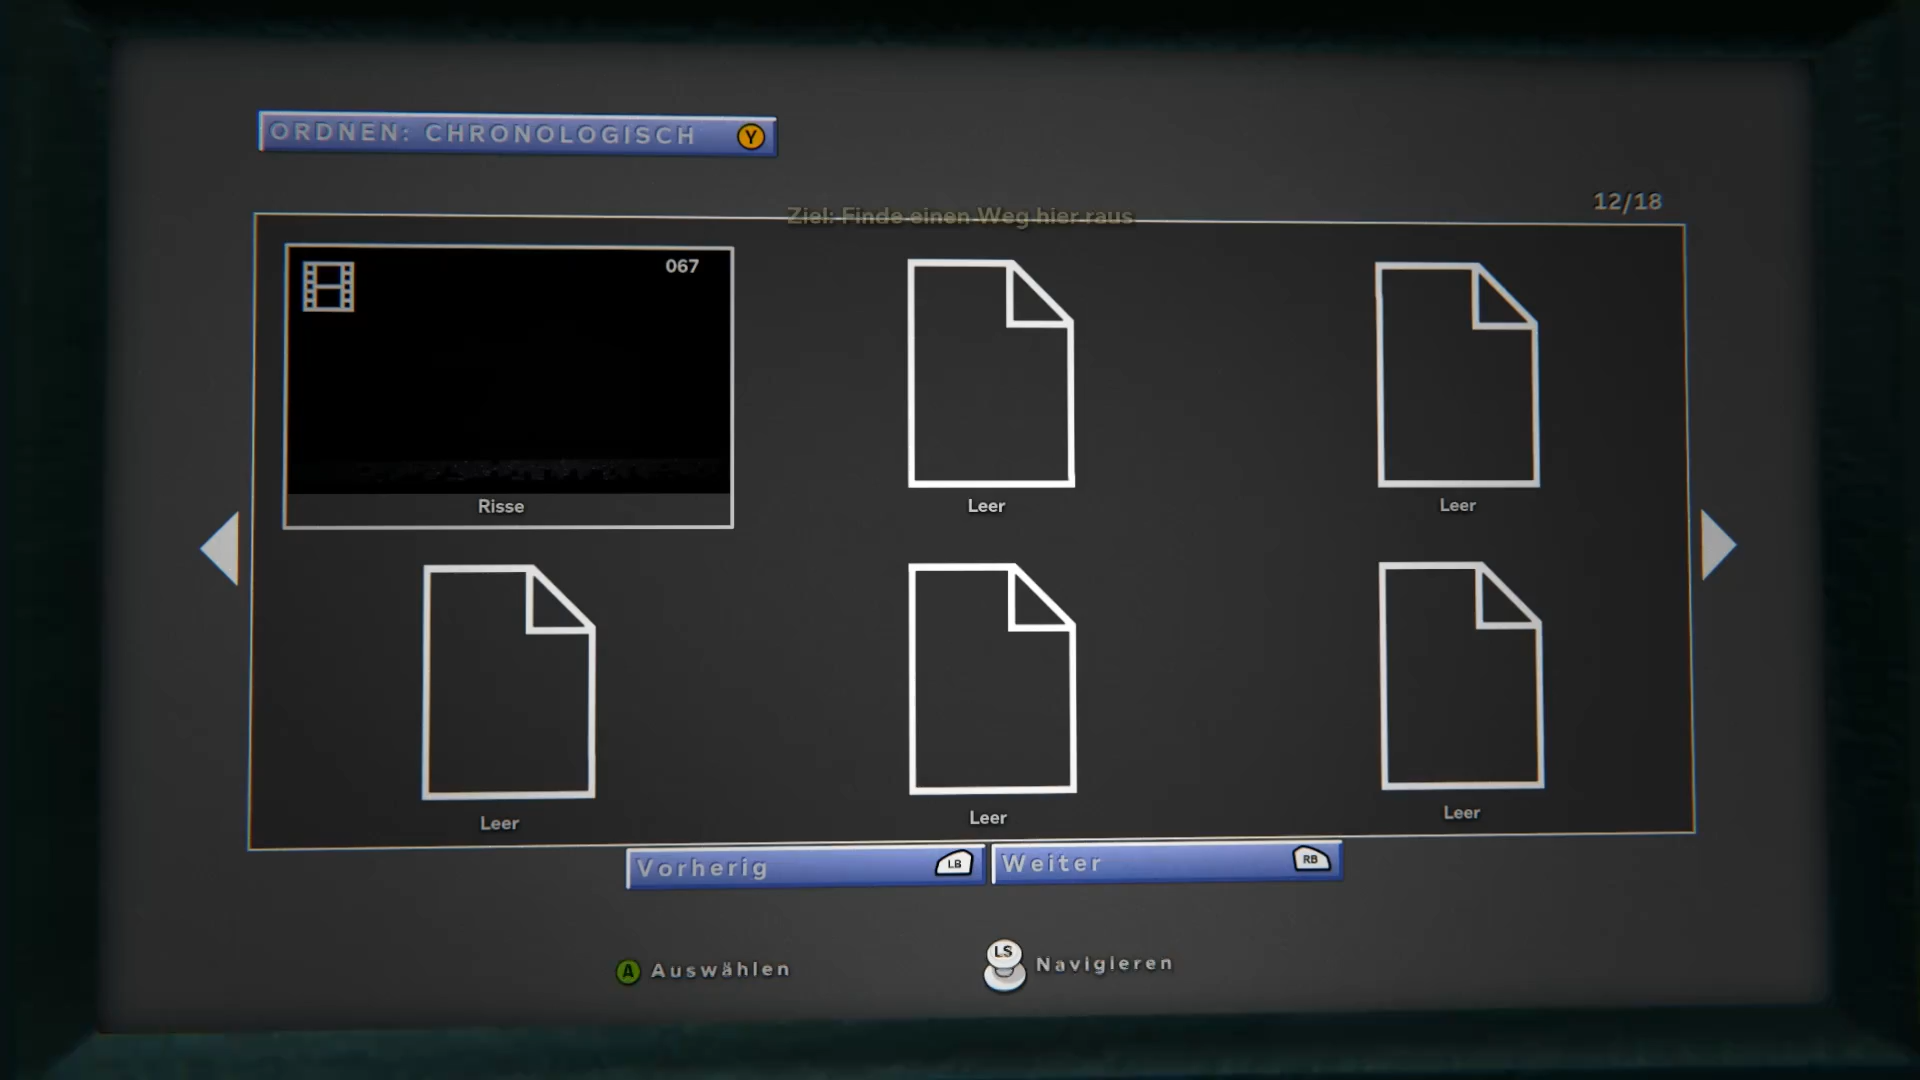 ORDNEN: CHRONOLOGISCH Y
12/18
Ziel: Finde einen Weg hier raus
067
Risse
Leer
Leer
Leer
Leer
Leer
Vorherig LB
Weiter RB
A Auswählen
LS Navigieren